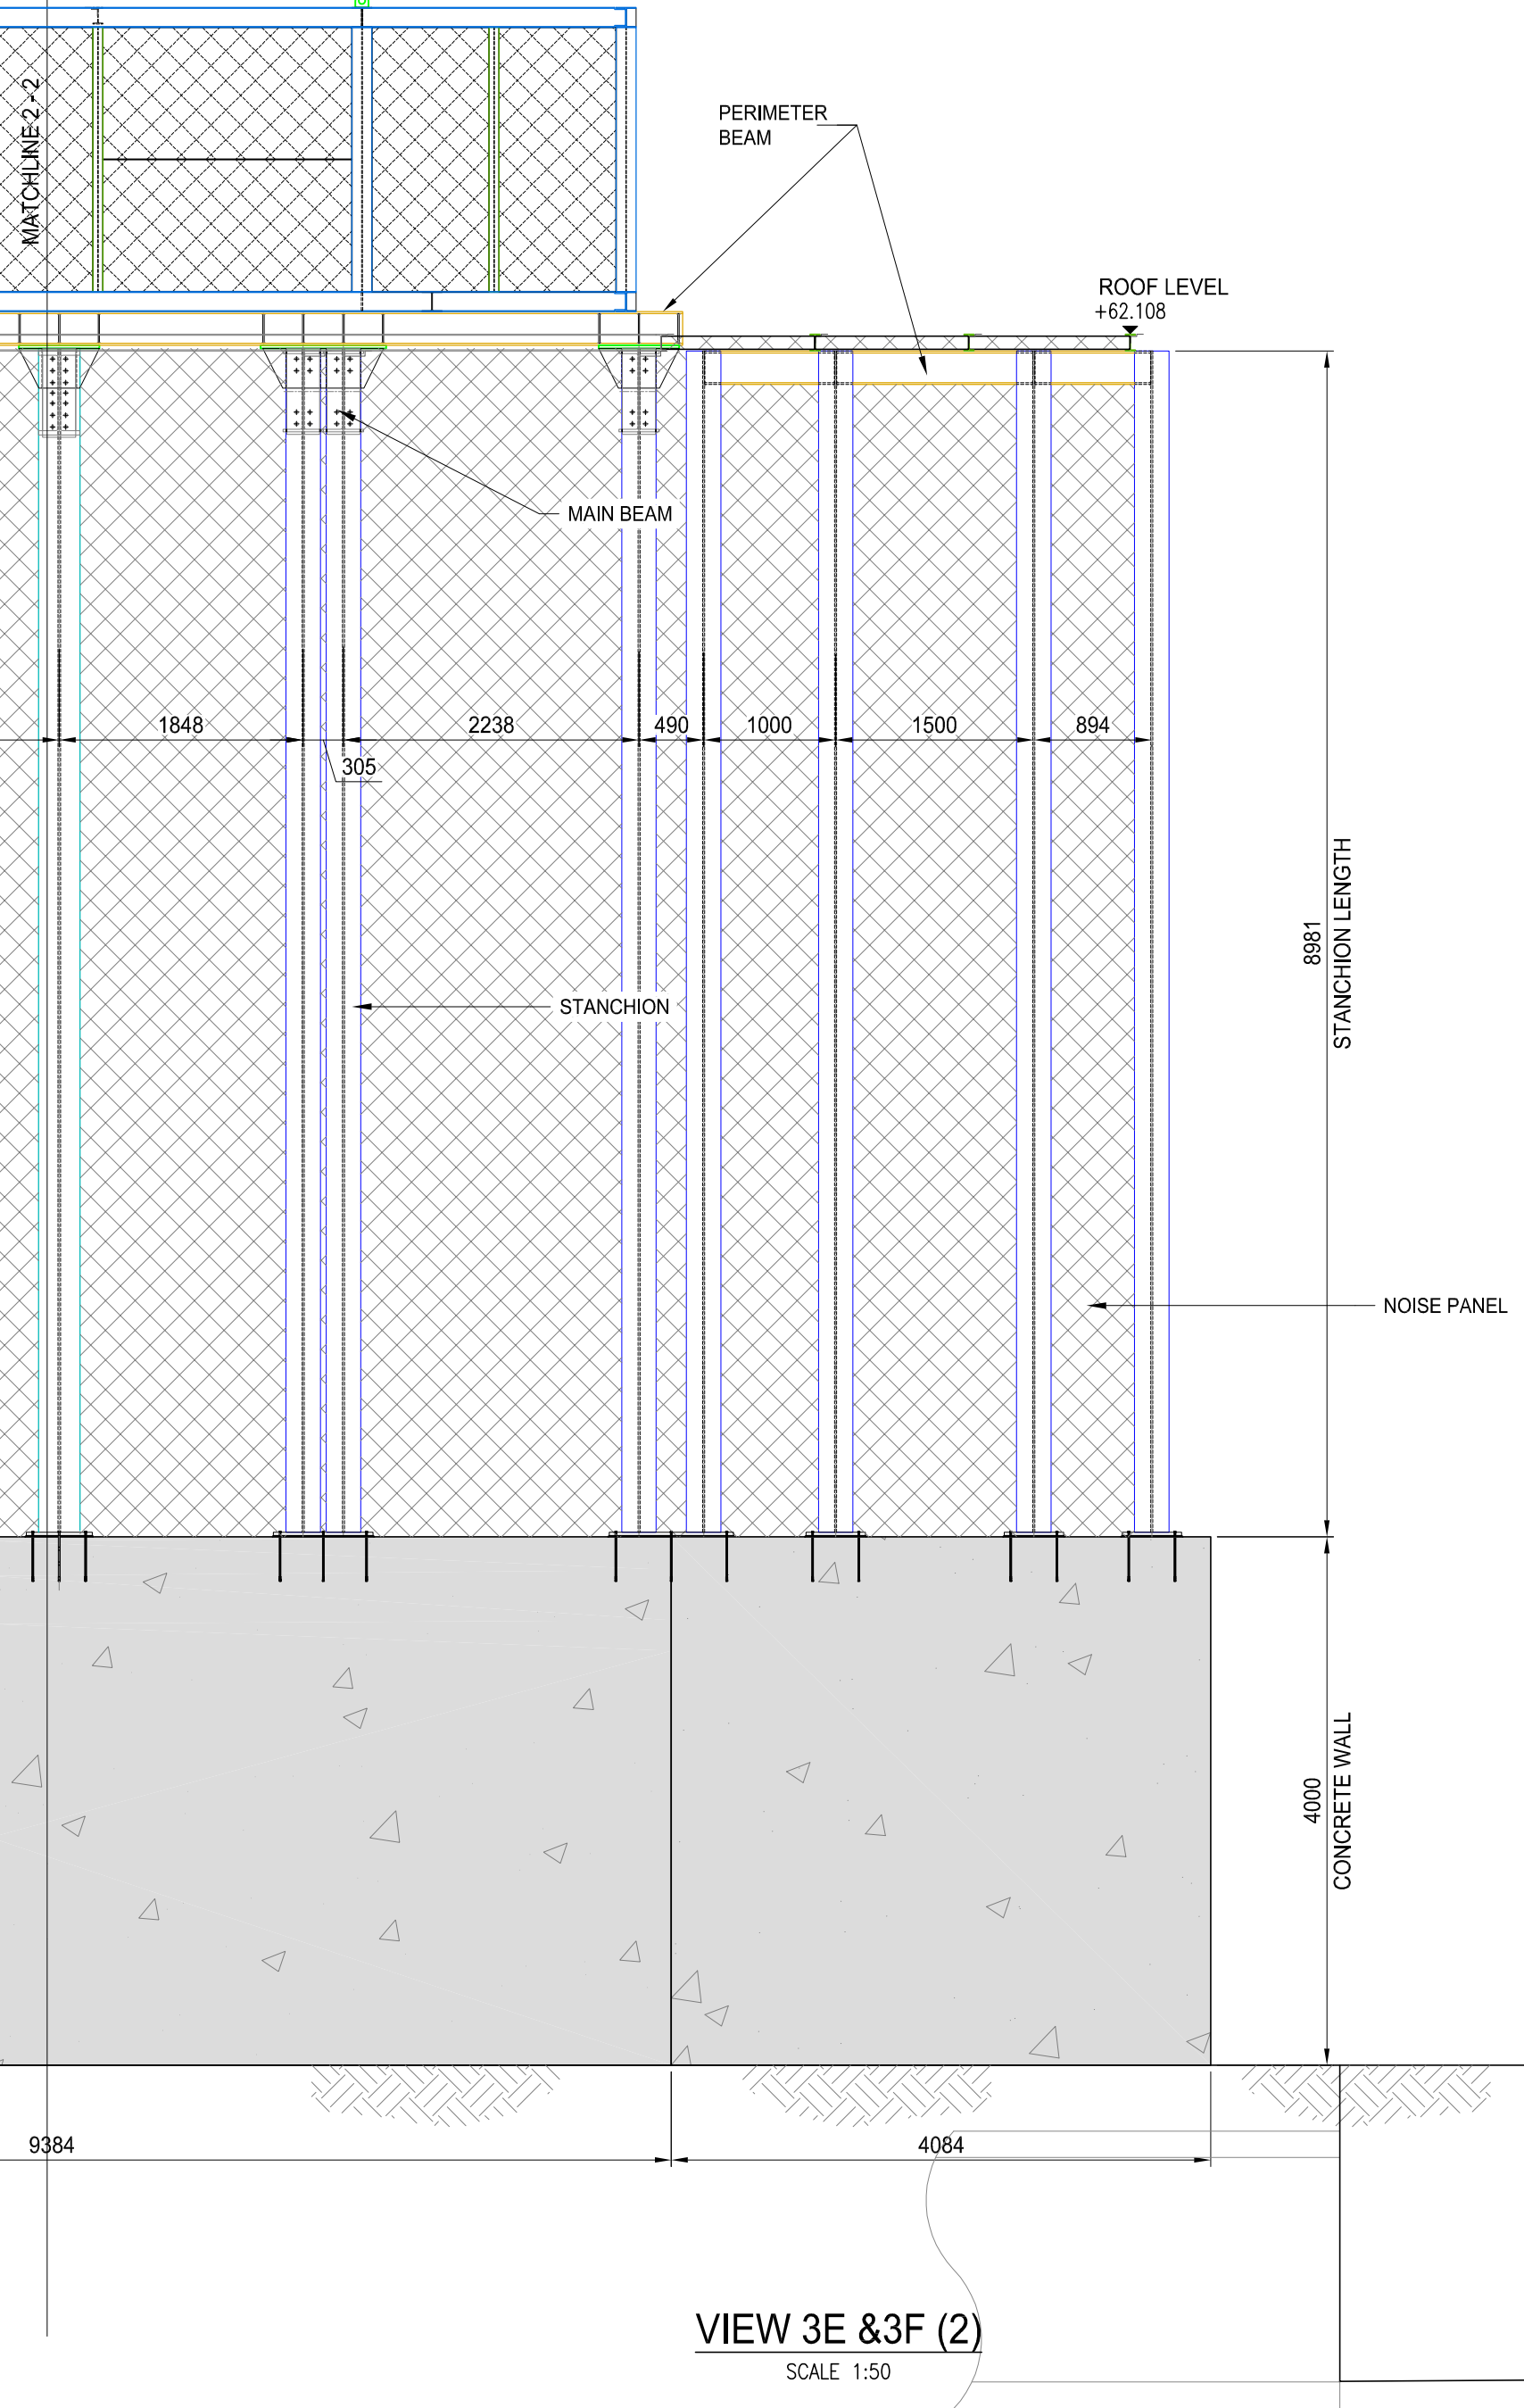 MATCHLINE 2 - 2
PERIMETER
BEAM
ROOF LEVEL
+62.108
MAIN BEAM
1848
2238
490
1000
1500
894
305
8981
STANCHION LENGTH
STANCHION
NOISE PANEL
4000
CONCRETE WALL
9384
4084
VIEW 3E &3F (2)
SCALE 1:50